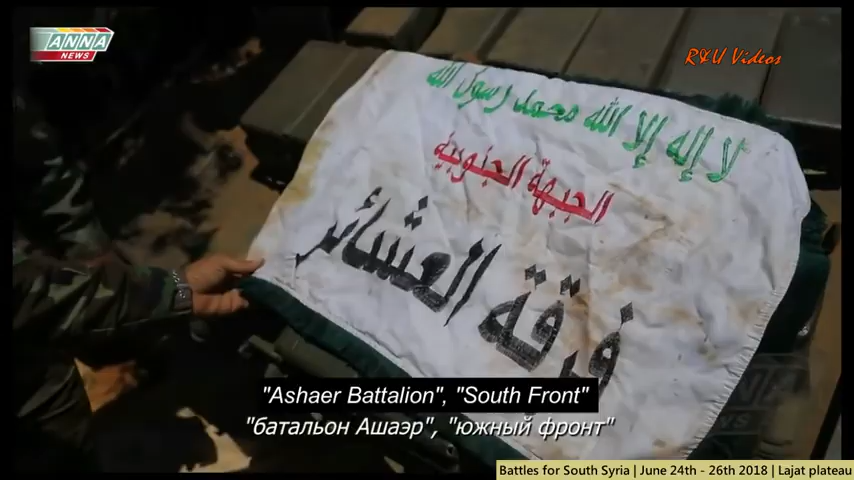 ANNA
NEWS
R&U Videos
لا إله إلا الله محمد رسول الله
الجبهة الجنوبية
فرقة العشائر
"Ashaer Battalion", "South Front"
"батальон Ашаэр", "южный фронт"
Battles for South Syria | June 24th - 26th 2018 | Lajat plateau